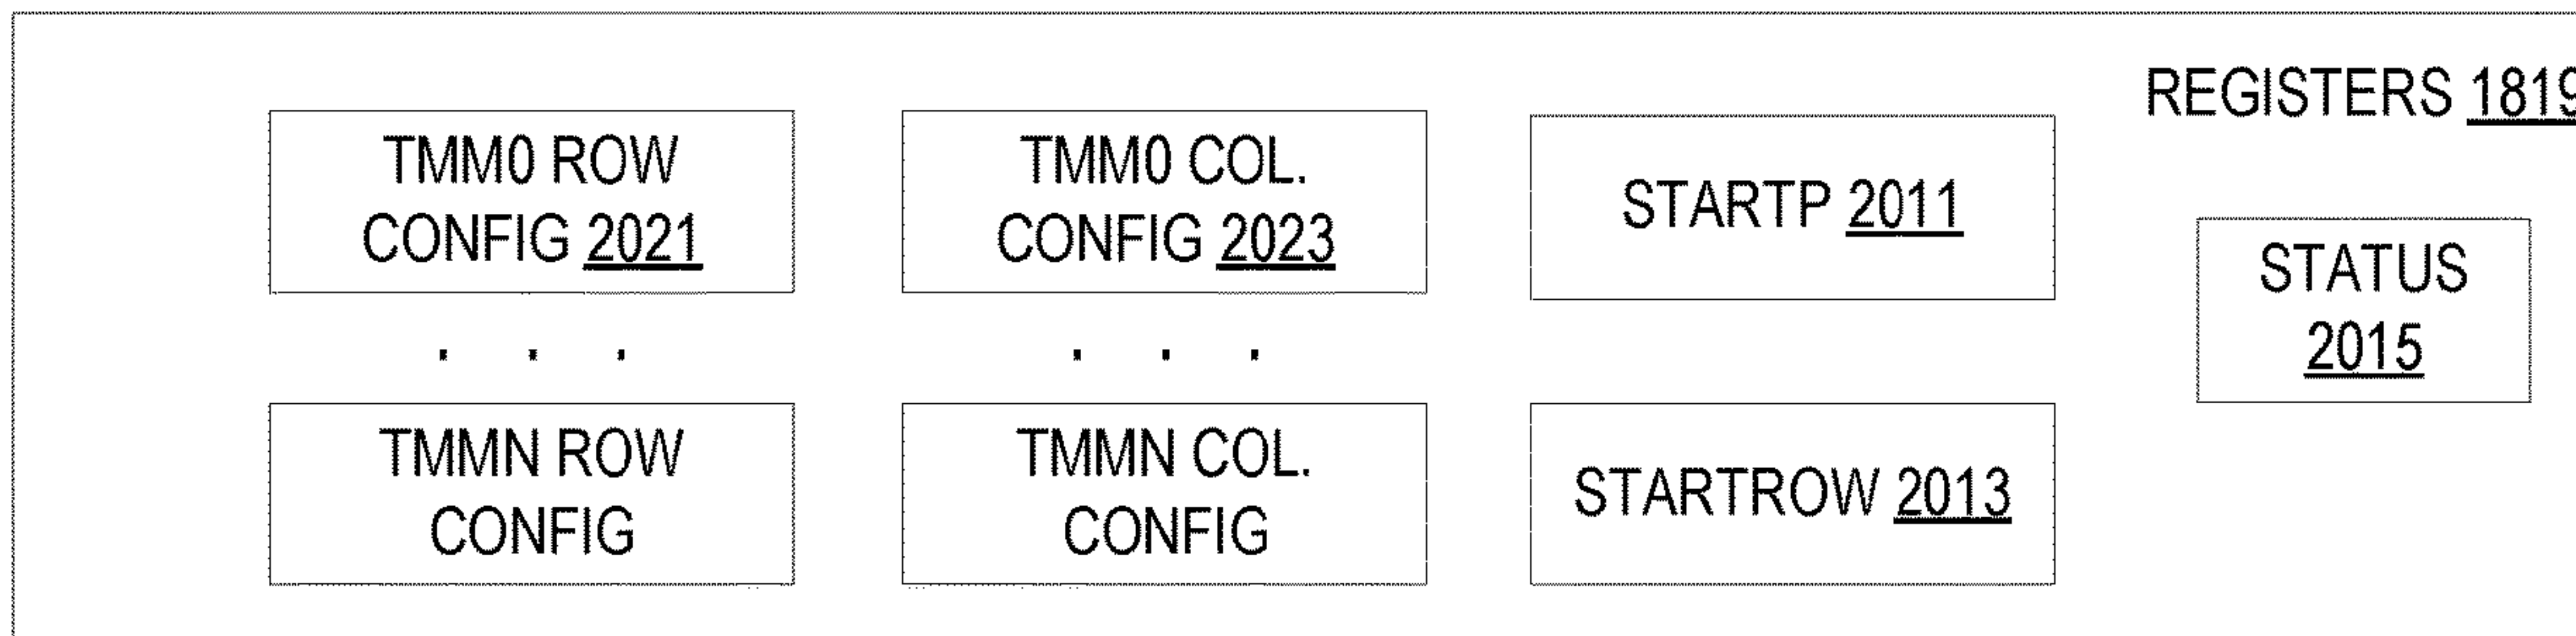 REGISTERS 1819
TMM0 ROW
CONFIG 2021
TMM0 COL.
CONFIG 2023
STARTP 2011
STATUS
2015
. . .
. . .
TMMN ROW
CONFIG
TMMN COL.
CONFIG
STARTROW 2013